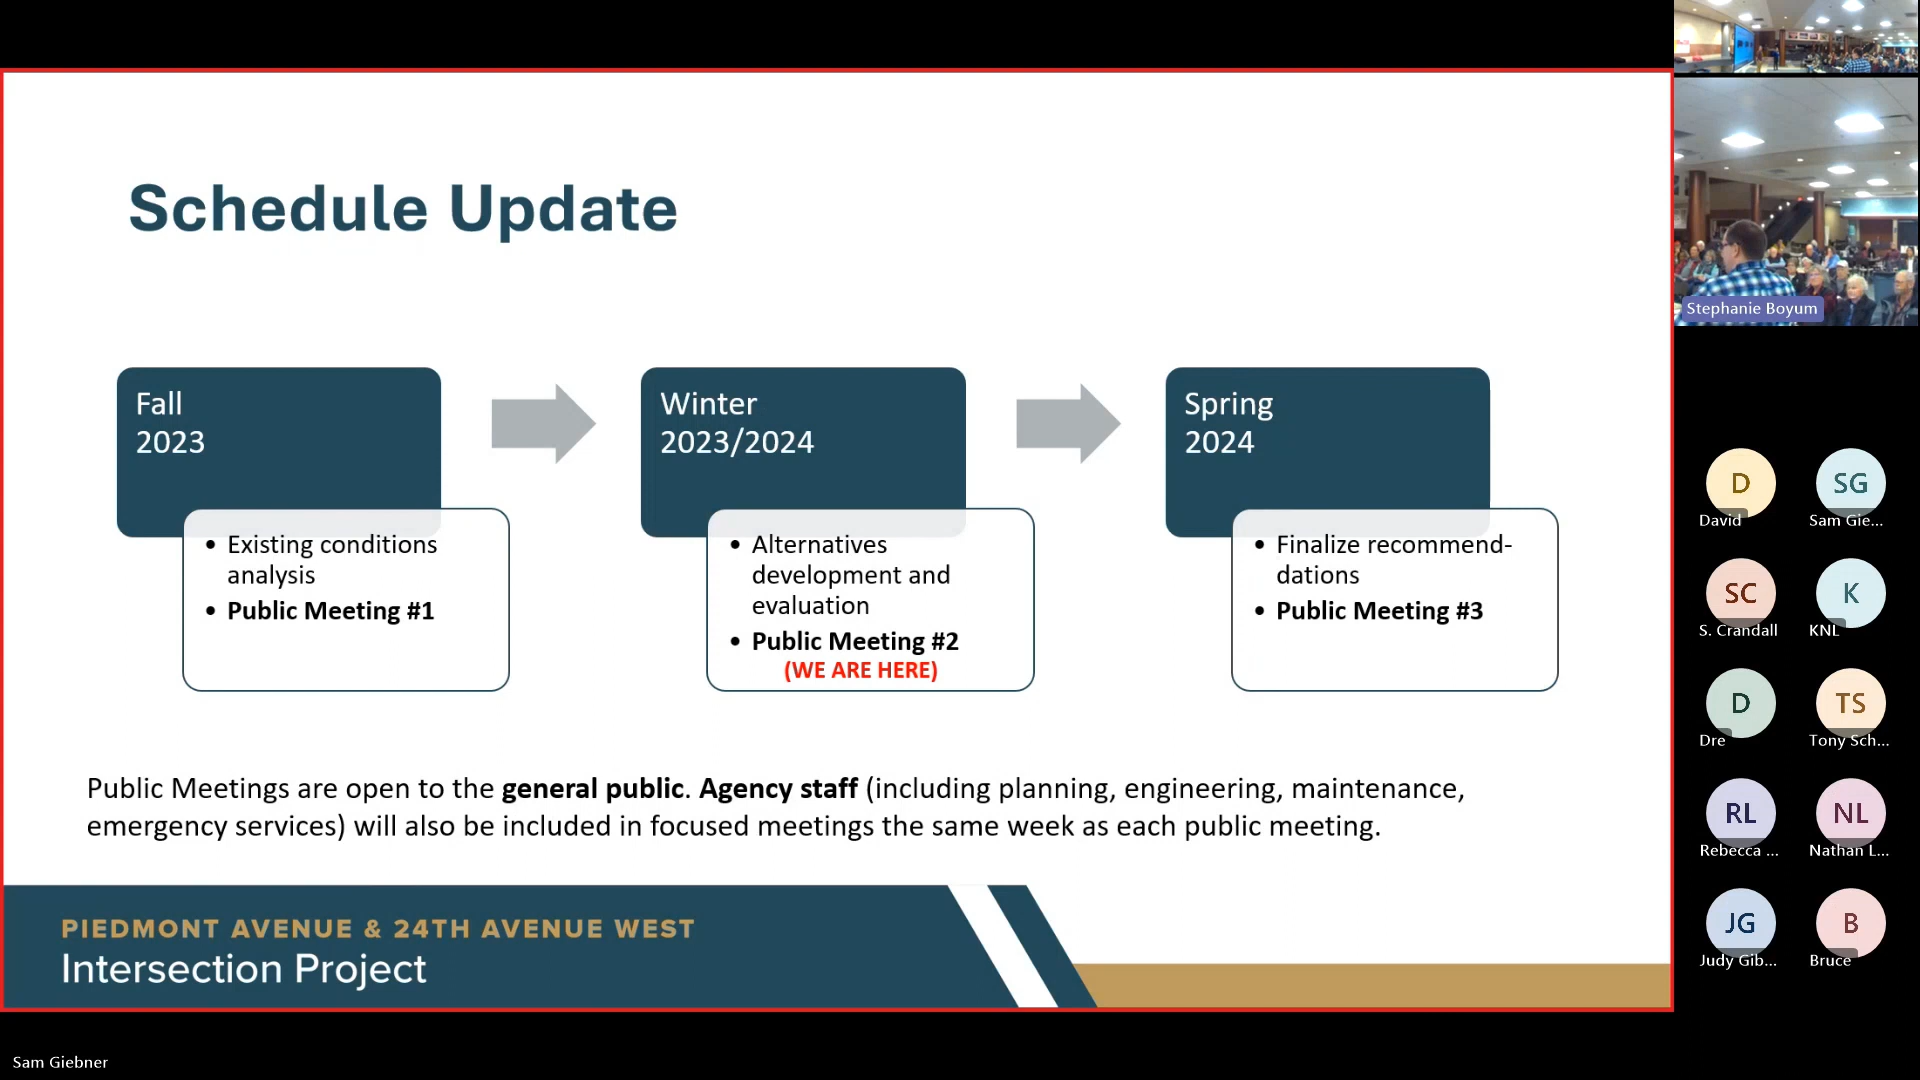 Schedule Update
Fall
2023
• Existing conditions
analysis
• Public Meeting #1
Winter
2023/2024
• Alternatives
development and
evaluation
• Public Meeting #2
(WE ARE HERE)
Spring
2024
• Finalize recommend-
dations
• Public Meeting #3
Public Meetings are open to the general public. Agency staff (including planning, engineering, maintenance,
emergency services) will also be included in focused meetings the same week as each public meeting.
PIEDMONT AVENUE & 24TH AVENUE WEST
Intersection Project
Sam Giebner
Stephanie Boyum
D
David
SG
Sam Gie...
SC
S. Crandall
K
KNL
D
Dre
TS
Tony Sch...
RL
Rebecca ...
NL
Nathan L...
JG
Judy Gib...
B
Bruce